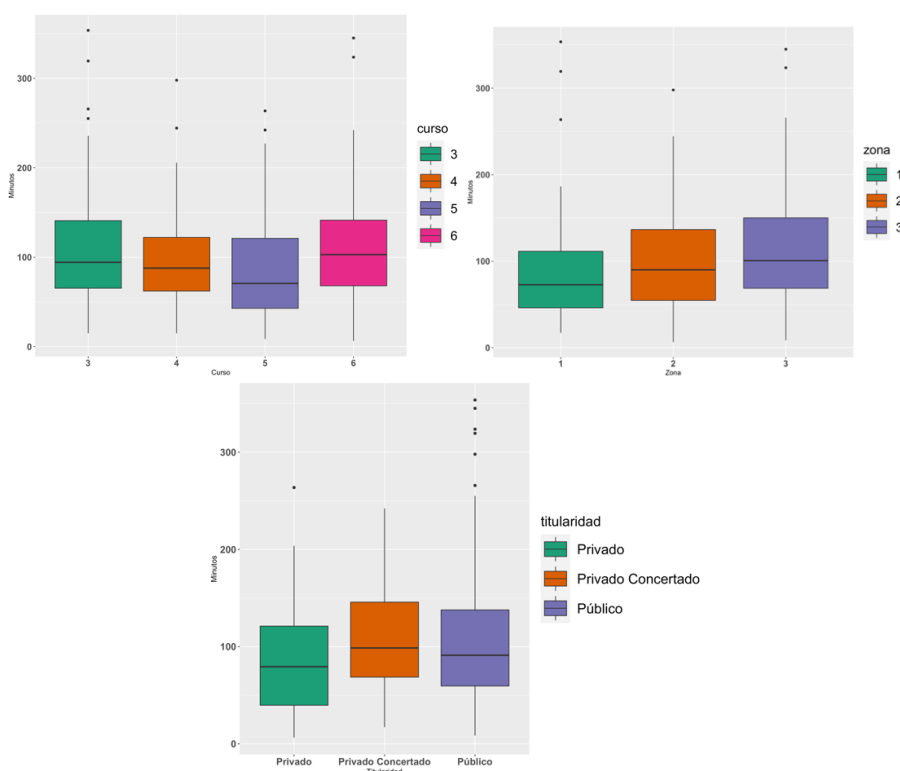 300
200
100
0
Minutos
3
4
5
6
Curso
curso
3
4
5
6
300
200
100
0
Minutos
1
2
3
Zona
zona
1
2
3
300
200
100
0
Minutos
Privado
Privado Concertado
Público
Titularidad
titularidad
Privado
Privado Concertado
Público